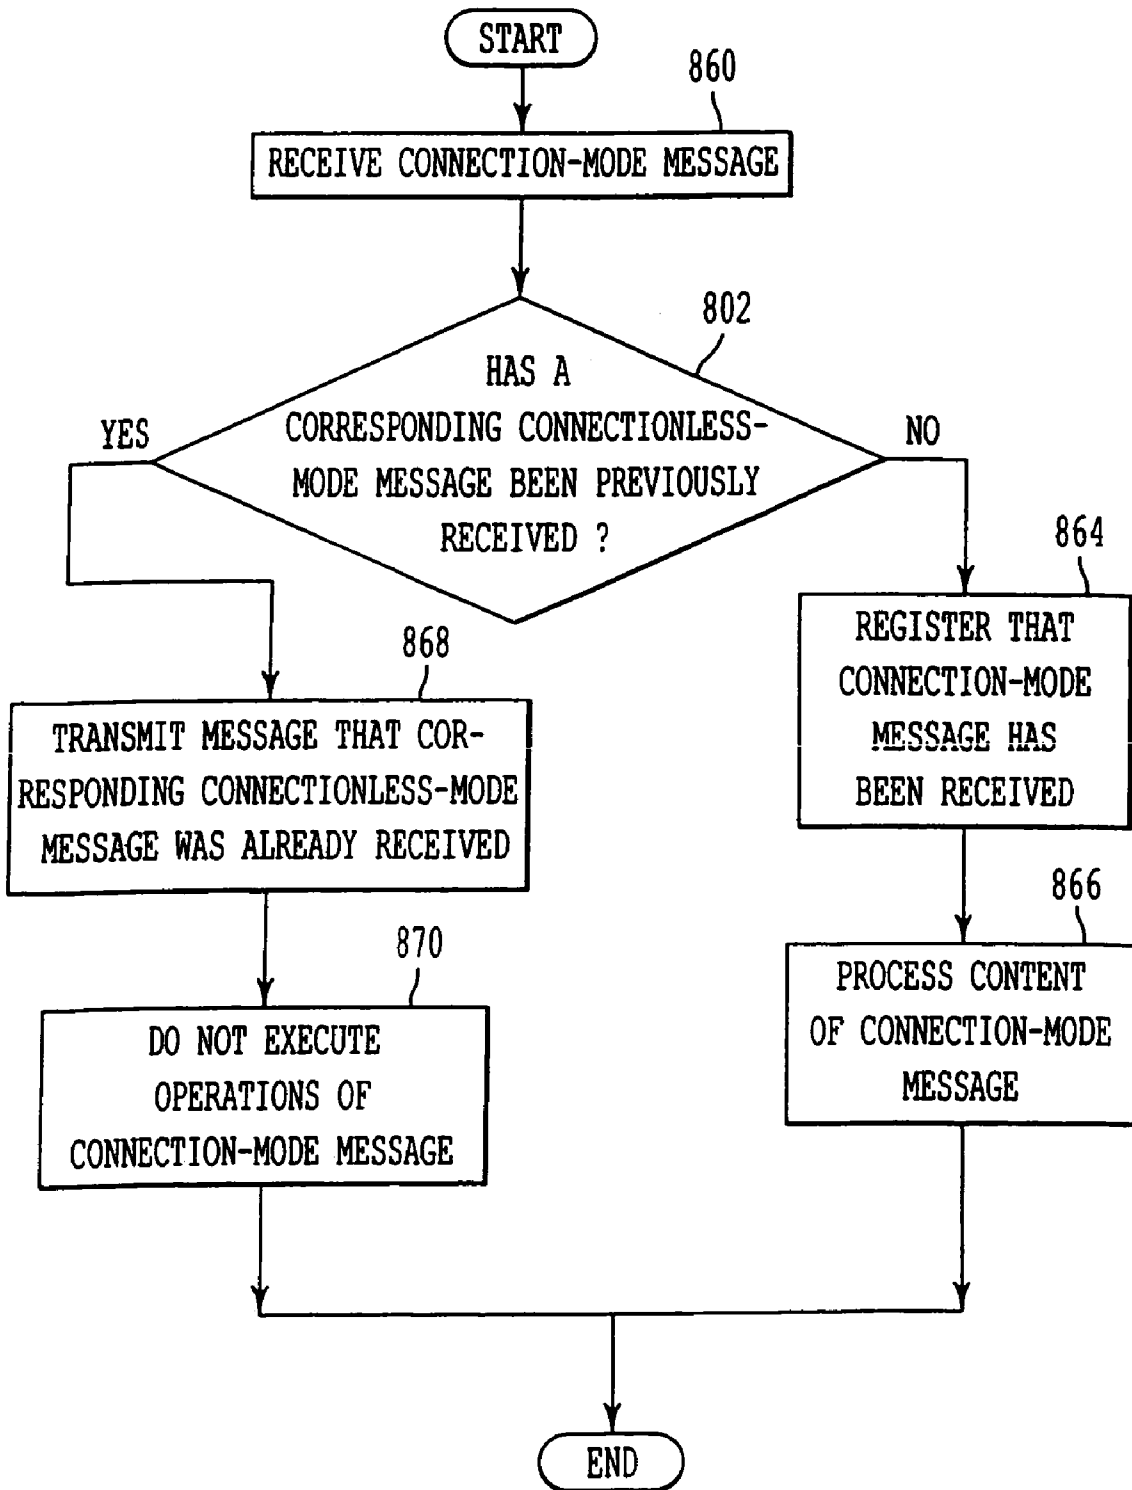 START
860
RECEIVE CONNECTION-MODE MESSAGE
802
HAS A
CORRESPONDING CONNECTIONLESS-
MODE MESSAGE BEEN PREVIOUSLY
RECEIVED ?
YES
NO
864
REGISTER THAT
CONNECTION-MODE
MESSAGE HAS
BEEN RECEIVED
868
TRANSMIT MESSAGE THAT COR-
RESPONDING CONNECTIONLESS-MODE
MESSAGE WAS ALREADY RECEIVED
866
PROCESS CONTENT
OF CONNECTION-MODE
MESSAGE
870
DO NOT EXECUTE
OPERATIONS OF
CONNECTION-MODE MESSAGE
END